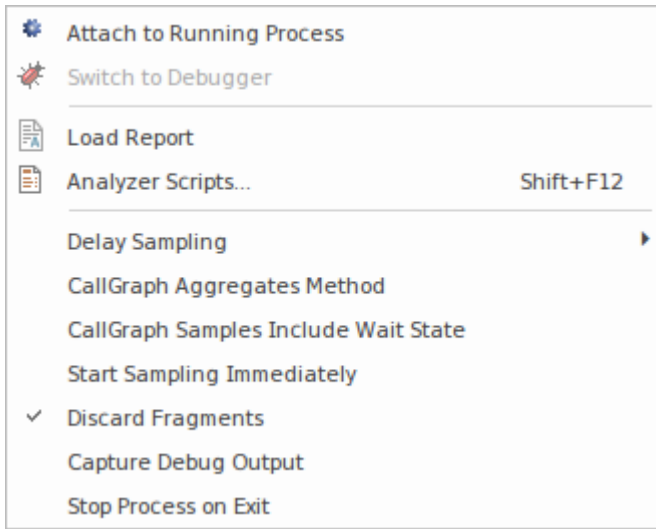 Attach to Running Process
Switch to Debugger
Load Report
Analyzer Scripts... Shift+F12
Delay Sampling
CallGraph Aggregates Method
CallGraph Samples Include Wait State
Start Sampling Immediately
Discard Fragments
Capture Debug Output
Stop Process on Exit